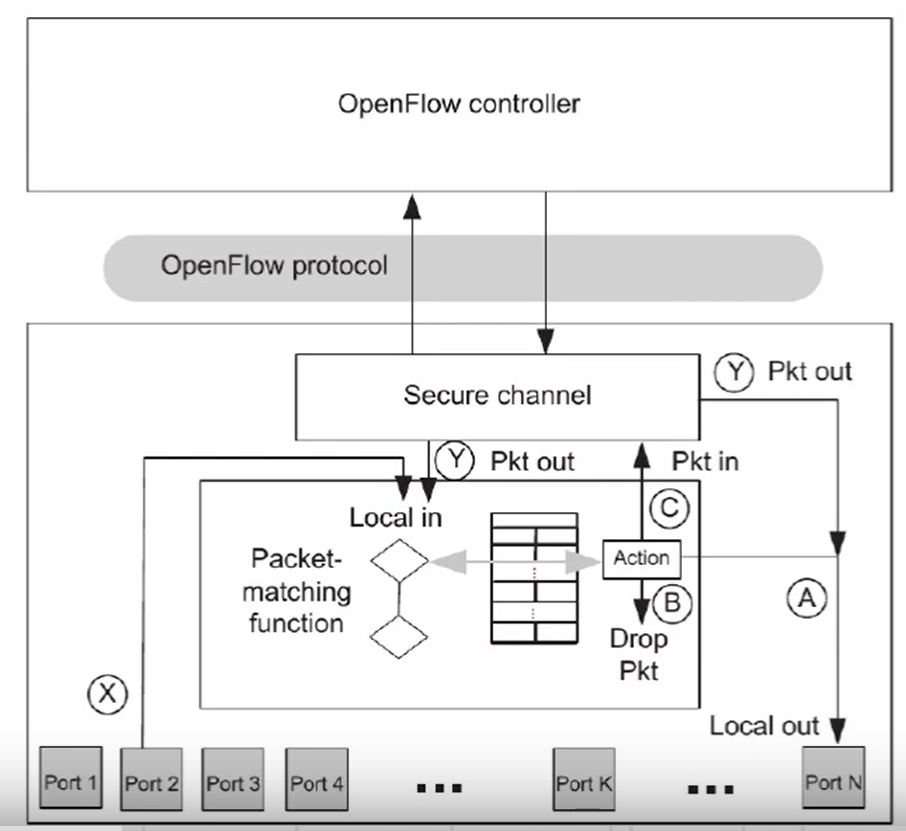 OpenFlow controller
OpenFlow protocol
Secure channel
Y Pkt out
Y Pkt out
Pkt in
Local in
C
Packet-
matching
function
Action
B
A
Drop
Pkt
X
Local out
Port 1
Port 2
Port 3
Port 4
...
Port K
...
Port N